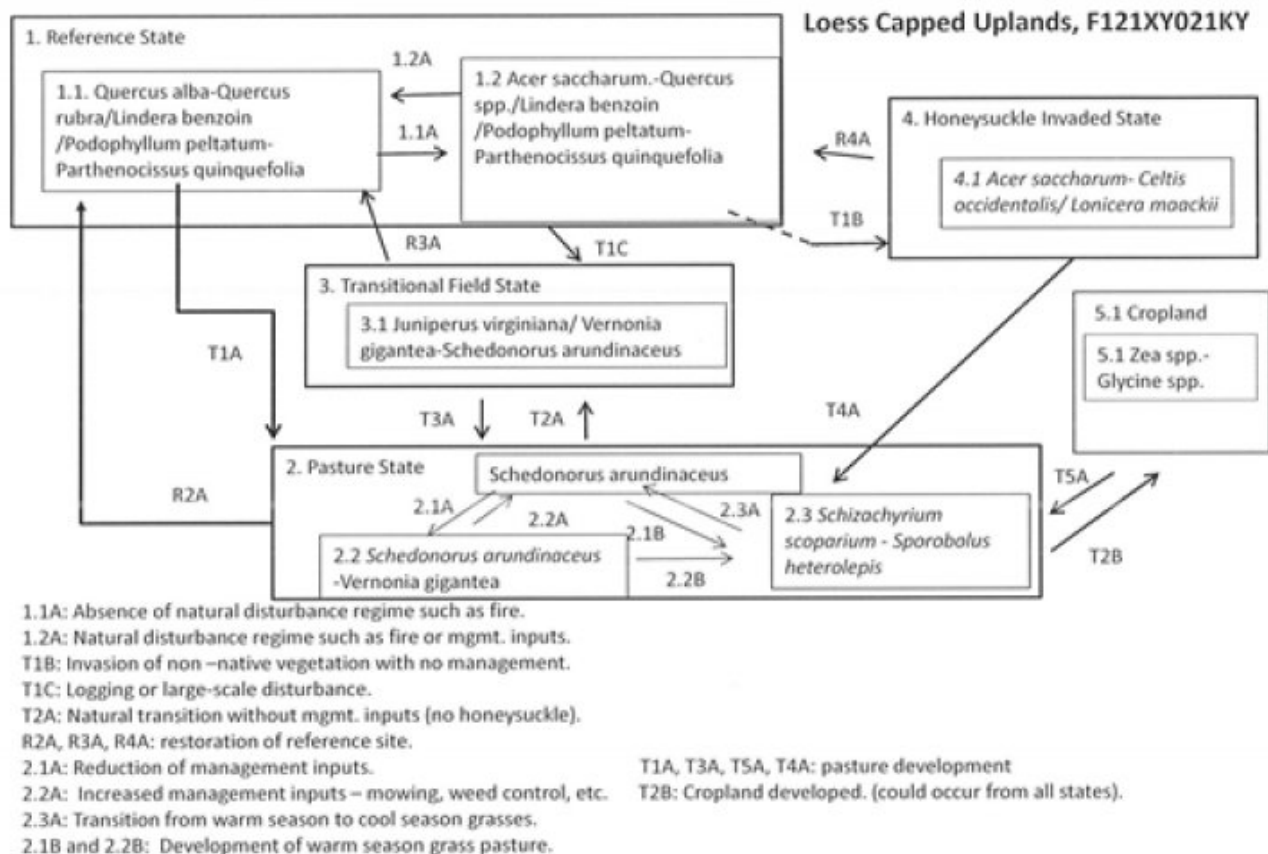 Loess Capped Uplands, F121XY021KY
1. Reference State
1.1. Quercus alba-Quercus
rubra/Lindera benzoin
/Podophyllum peltatum-
Parthenocissus quinquefolia
1.2A
1.1A
1.2 Acer saccharum.-Quercus
spp./Lindera benzoin
/Podophyllum peltatum-
Parthenocissus quinquefolia
4. Honeysuckle Invaded State
4.1 Acer saccharum- Celtis
occidentalis/ Lonicera maackii
R4A
T1B
R3A
T1C
3. Transitional Field State
3.1 Juniperus virginiana/ Vernonia
gigantea-Schedonorus arundinaceus
5.1 Cropland
5.1 Zea spp.-
Glycine spp.
T1A
T3A
T2A
T4A
2. Pasture State
Schedonorus arundinaceus
R2A
2.1A
2.2A
2.1B
2.3A
2.2B
2.2 Schedonorus arundinaceus
-Vernonia gigantea
2.3 Schizachyrium
scoparium - Sporobolus
heterolepis
T5A
T2B
1.1A: Absence of natural disturbance regime such as fire.
1.2A: Natural disturbance regime such as fire or mgmt. inputs.
T1B: Invasion of non –native vegetation with no management.
T1C: Logging or large-scale disturbance.
T2A: Natural transition without mgmt. inputs (no honeysuckle).
R2A, R3A, R4A: restoration of reference site.
2.1A: Reduction of management inputs.
2.2A: Increased management inputs – mowing, weed control, etc.
2.3A: Transition from warm season to cool season grasses.
2.1B and 2.2B: Development of warm season grass pasture.
T1A, T3A, T5A, T4A: pasture development
T2B: Cropland developed. (could occur from all states).